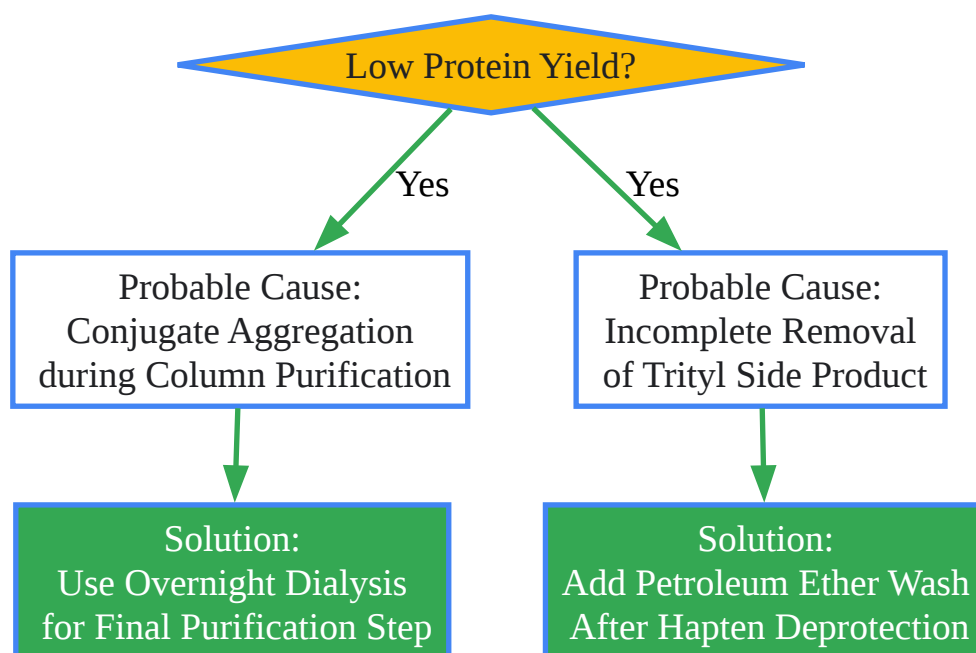 Low Protein Yield?
Yes
Yes
Probable Cause:
Conjugate Aggregation
during Column Purification
Probable Cause:
Incomplete Removal
of Trityl Side Product
Solution:
Use Overnight Dialysis
for Final Purification Step
Solution:
Add Petroleum Ether Wash
After Hapten Deprotection